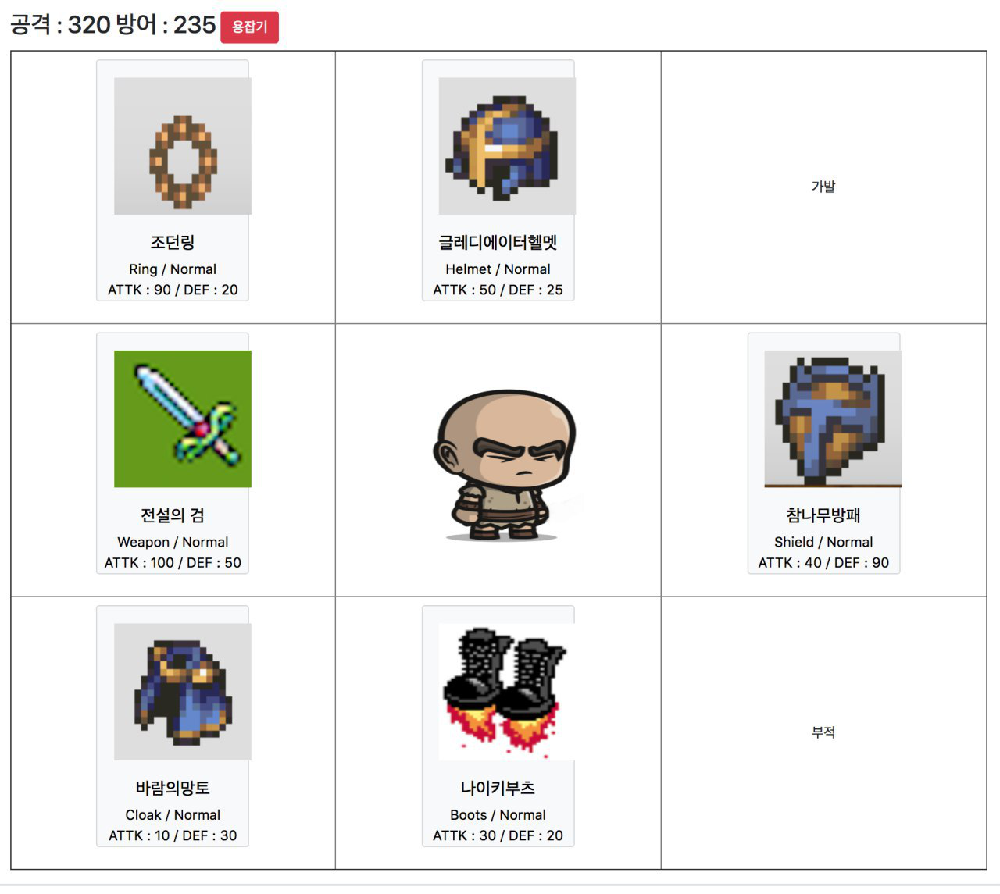 공격 : 320 방어 : 235 용잡기
조던링
Ring / Normal
ATTK : 90 / DEF : 20
글레디에이터헬멧
Helmet / Normal
ATTK : 50 / DEF : 25
가발
전설의 검
Weapon / Normal
ATTK : 100 / DEF : 50
참나무방패
Shield / Normal
ATTK : 40 / DEF : 90
바람의망토
Cloak / Normal
ATTK : 10 / DEF : 30
나이키부츠
Boots / Normal
ATTK : 30 / DEF : 20
부적